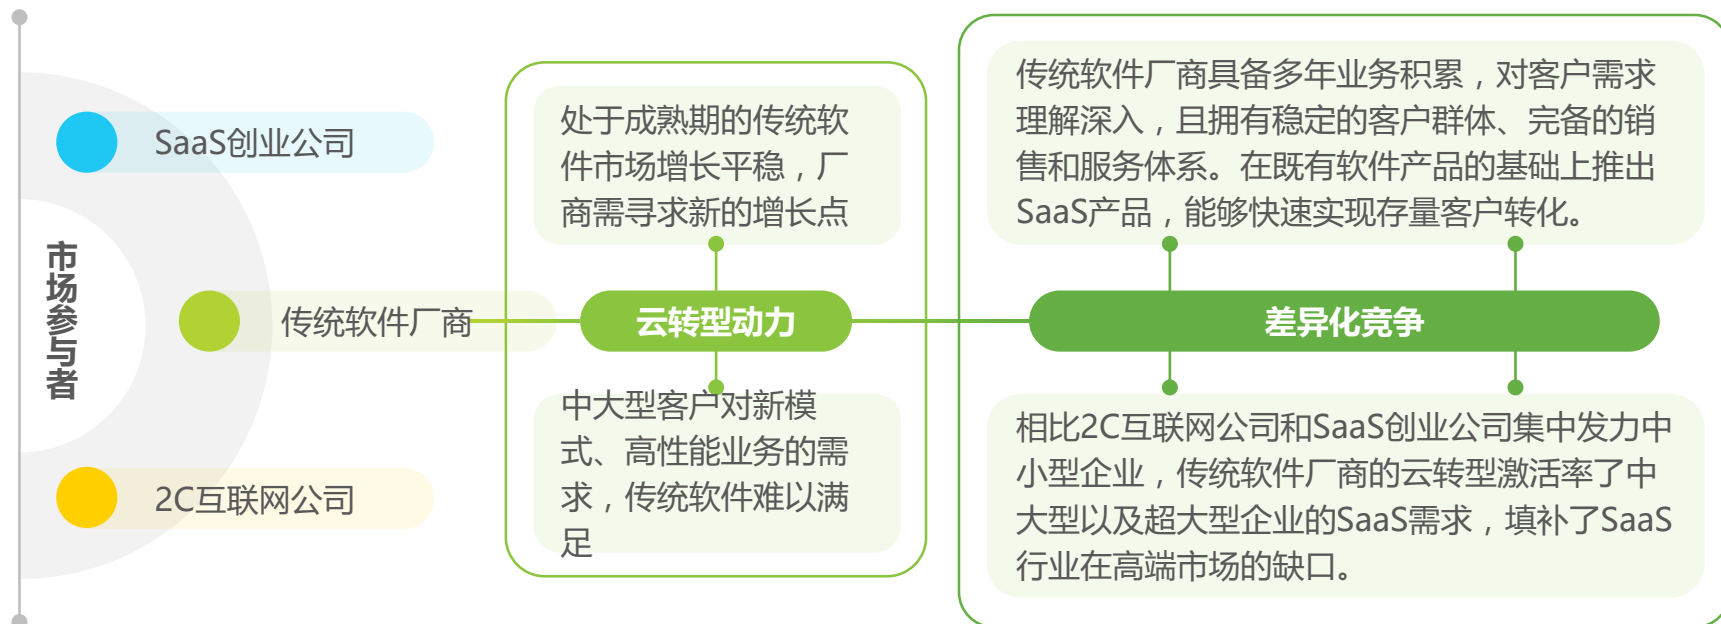 市场参与者
SaaS创业公司
传统软件厂商
2C互联网公司
处于成熟期的传统软
件市场增长平稳，厂
商需寻求新的增长点
云转型动力
中大型客户对新模
式、高性能业务的需
求，传统软件难以满
足
传统软件厂商具备多年业务积累，对客户需求
理解深入，且拥有稳定的客户群体、完备的销
售和服务体系。在既有软件产品的基础上推出
SaaS产品，能够快速实现存量客户转化。
差异化竞争
相比2C互联网公司和SaaS创业公司集中发力中
小型企业，传统软件厂商的云转型激活率了中
大型以及超大型企业的SaaS需求，填补了SaaS
行业在高端市场的缺口。